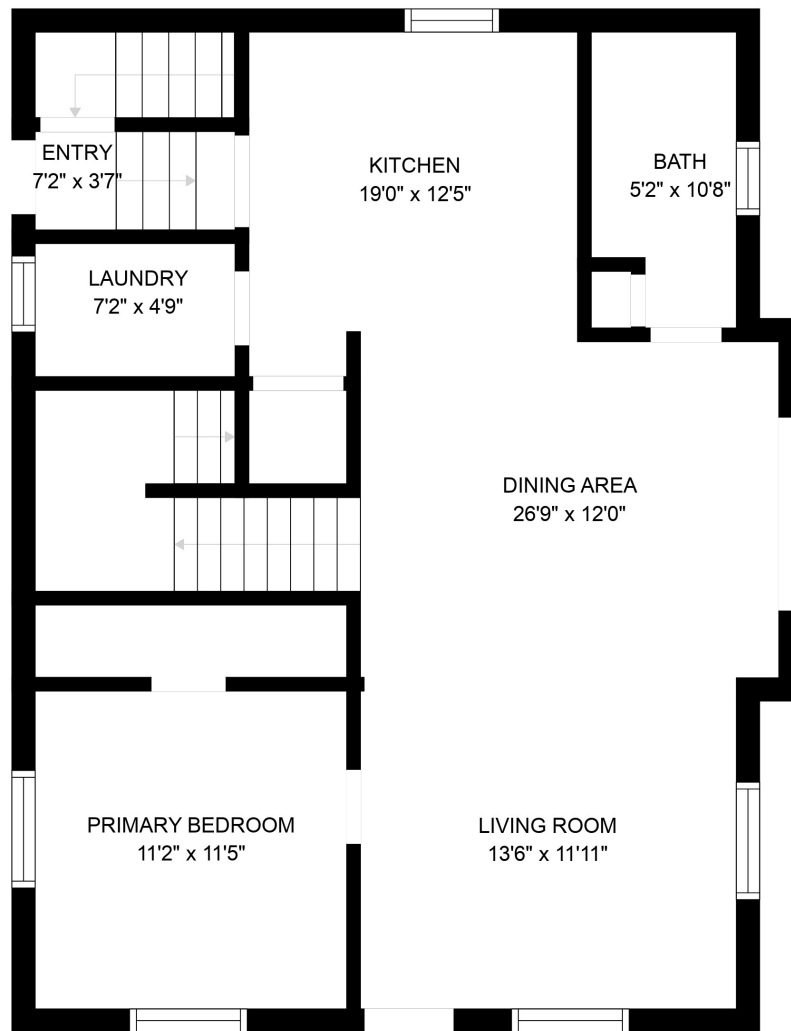 ENTRY
7'2" x 3'7"
KITCHEN
19'0" x 12'5"
BATH
5'2" x 10'8"
LAUNDRY
7'2" x 4'9"
DINING AREA
26'9" x 12'0"
PRIMARY BEDROOM
11'2" x 11'5"
LIVING ROOM
13'6" x 11'11"